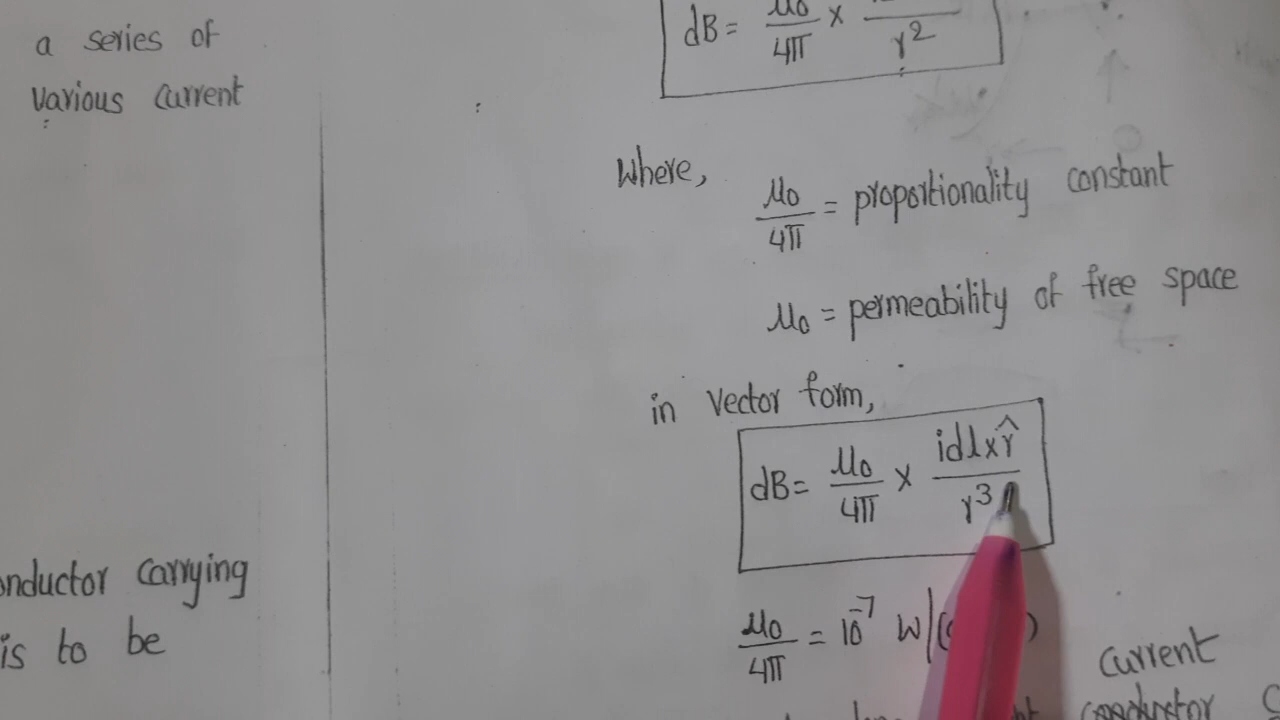 a series of
various current
dB = μ₀/4π × /r²
Where,
μ₀/4π = proportionality constant
μ₀ = permeability of free space
in vector form,
dB = μ₀/4π × idl×r̂/r³
μ₀/4π = 10⁻⁷ W/( )
onductor carrying
is to be
current
conductor